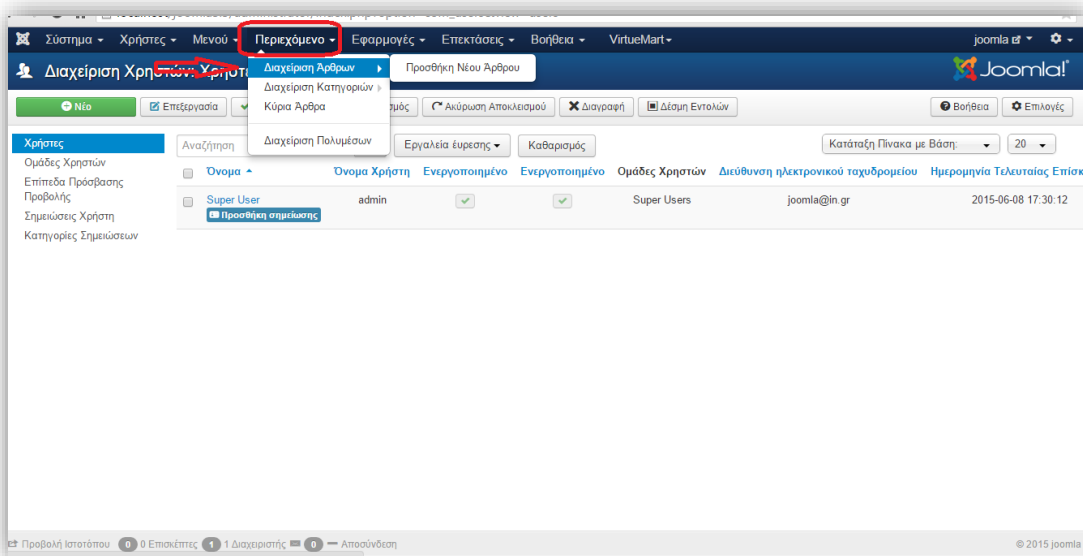 Σύστημα Χρήστες Μενού Περιεχόμενο Εφαρμογές Επεκτάσεις Βοήθεια VirtueMart joomla
Διαχείριση Χρηστών: Joomla!
Διαχείριση Άρθρων Προσθήκη Νέου Άρθρου
Διαχείριση Κατηγοριών
Κύρια Άρθρα
Διαχείριση Πολυμέσων
Νέο Επεξεργασία Ακύρωση Αποκλεισμού Διαγραφή Δέσμη Εντολών Βοήθεια Επιλογές
Χρήστες
Ομάδες Χρηστών
Επίπεδα Πρόσβασης
Προβολής
Σημειώσεις Χρήστη
Κατηγορίες Σημειώσεων
Αναζήτηση Εργαλεία έυρεσης Καθαρισμός Κατάταξη Πίνακα με Βάση: 20
Όνομα Όνομα Χρήστη Ενεργοποιημένο Ενεργοποιημένο Ομάδες Χρηστών Διεύθυνση ηλεκτρονικού ταχυδρομείου Ημερομηνία Τελευταίας Επίσκ
Super User admin Super Users joomla@in.gr 2015-06-08 17:30:12
Προσθήκη σημείωσης
Προβολή Ιστοτόπου 0 0 Επισκέπτες 1 1 Διαχειριστής 0 Αποσύνδεση © 2015 joomla